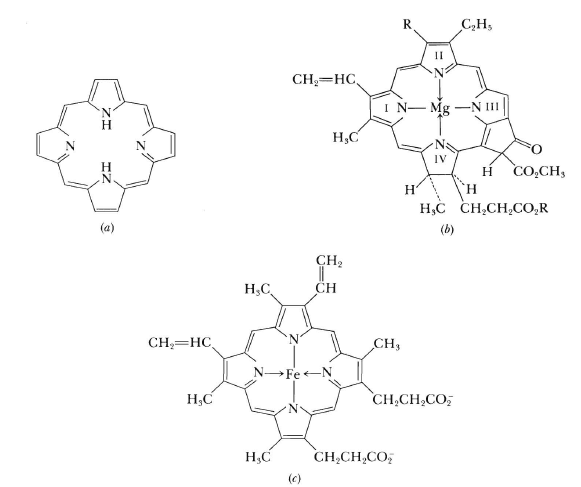 N
H
N
N
H
N
(a)
R
C₂H₅
II
N
CH₂=HC
I
N
Mg
N
III
H₃C
N
IV
O
H
CO₂CH₃
H
H
H₃C
CH₂CH₂CO₂R
(b)
CH₂
H₃C
CH
CH₂=HC
N
CH₃
N
Fe
N
H₃C
N
CH₂CH₂CO₂⁻
H₃C
CH₂CH₂CO₂⁻
(c)